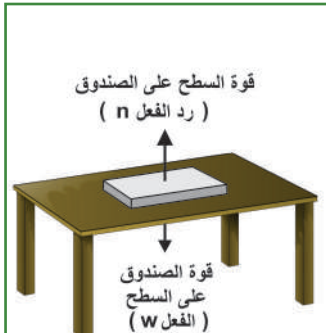 قوة السطح على الصندوق
( رد الفعل n )
قوة الصندوق
على السطح
( الفعل w )